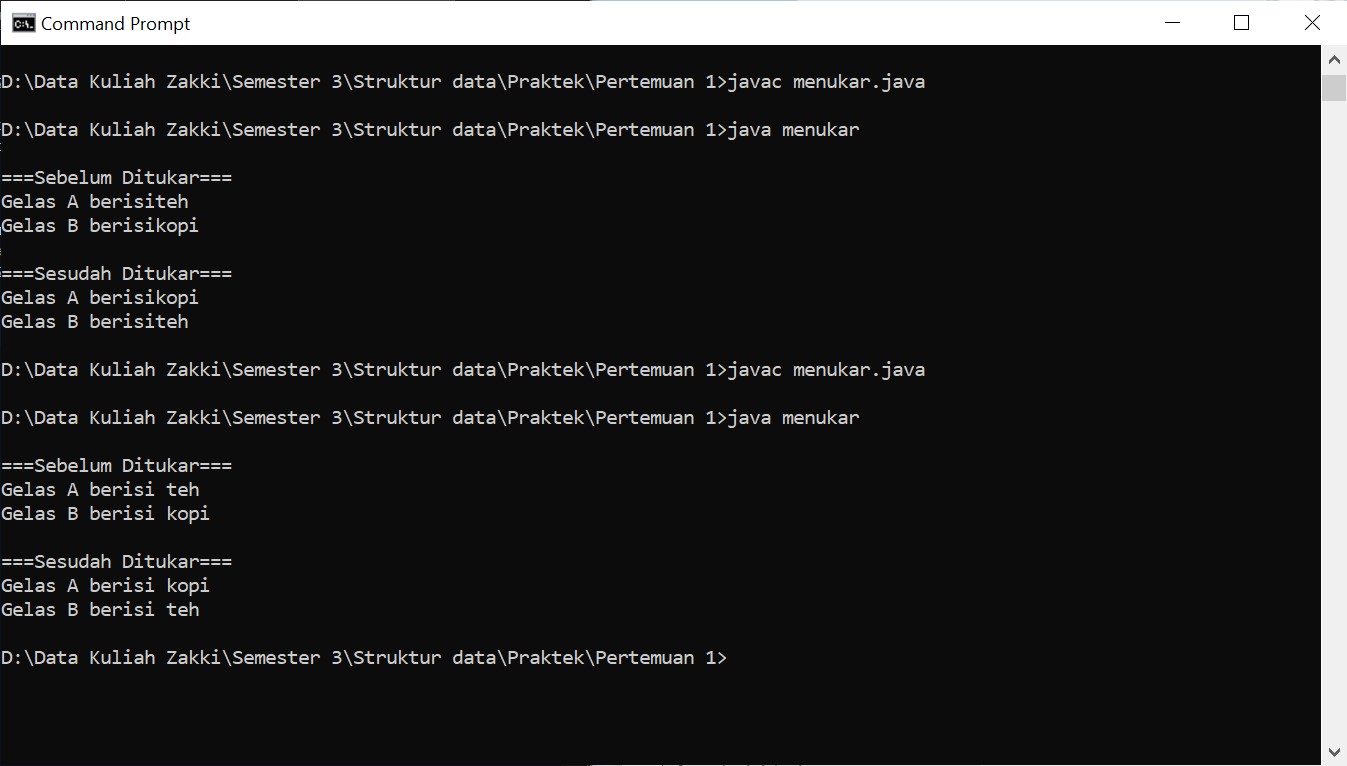 Command Prompt
D:\Data Kuliah Zakki\Semester 3\Struktur data\Praktek\Pertemuan 1>javac menukar.java
D:\Data Kuliah Zakki\Semester 3\Struktur data\Praktek\Pertemuan 1>java menukar
===Sebelum Ditukar===
Gelas A berisiteh
Gelas B berisikopi
===Sesudah Ditukar===
Gelas A berisikopi
Gelas B berisiteh
D:\Data Kuliah Zakki\Semester 3\Struktur data\Praktek\Pertemuan 1>javac menukar.java
D:\Data Kuliah Zakki\Semester 3\Struktur data\Praktek\Pertemuan 1>java menukar
===Sebelum Ditukar===
Gelas A berisi teh
Gelas B berisi kopi
===Sesudah Ditukar===
Gelas A berisi kopi
Gelas B berisi teh
D:\Data Kuliah Zakki\Semester 3\Struktur data\Praktek\Pertemuan 1>